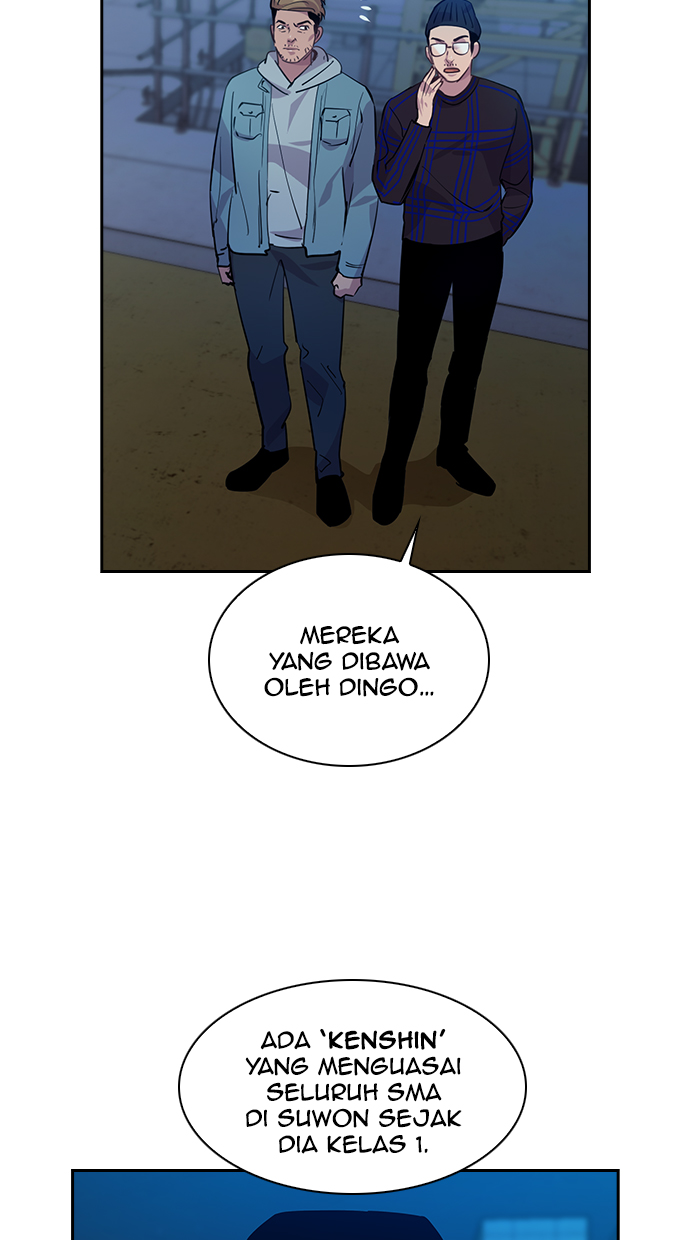 MEREKA
YANG DIBAWA
OLEH DINGO...
ADA 'KENSHIN'
YANG MENGUASAI
SELURUH SMA
DI SUWON SEJAK
DIA KELAS 1.